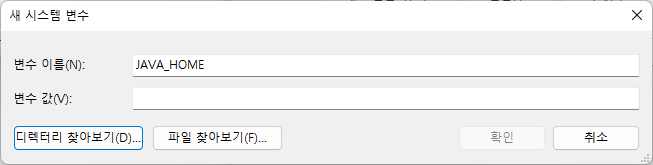 새 시스템 변수
변수 이름(N):
JAVA_HOME
변수 값(V):
디렉터리 찾아보기(D)...
파일 찾아보기(F)...
확인
취소